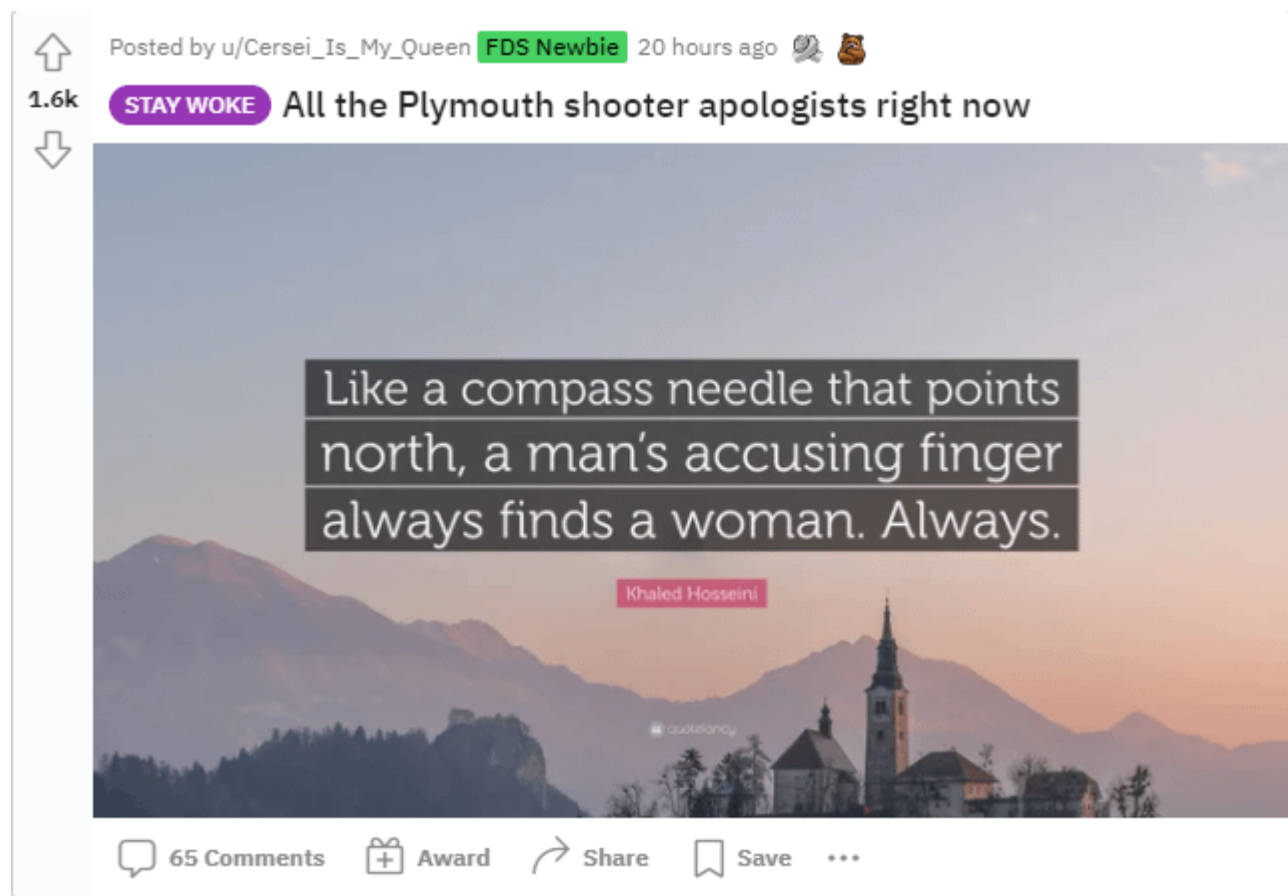 Posted by u/Cersei_Is_My_Queen FDS Newbie 20 hours ago
1.6k
STAY WOKE All the Plymouth shooter apologists right now
Like a compass needle that points
north, a man's accusing finger
always finds a woman. Always.
Khaled Hosseini
quotefancy
65 Comments Award Share Save